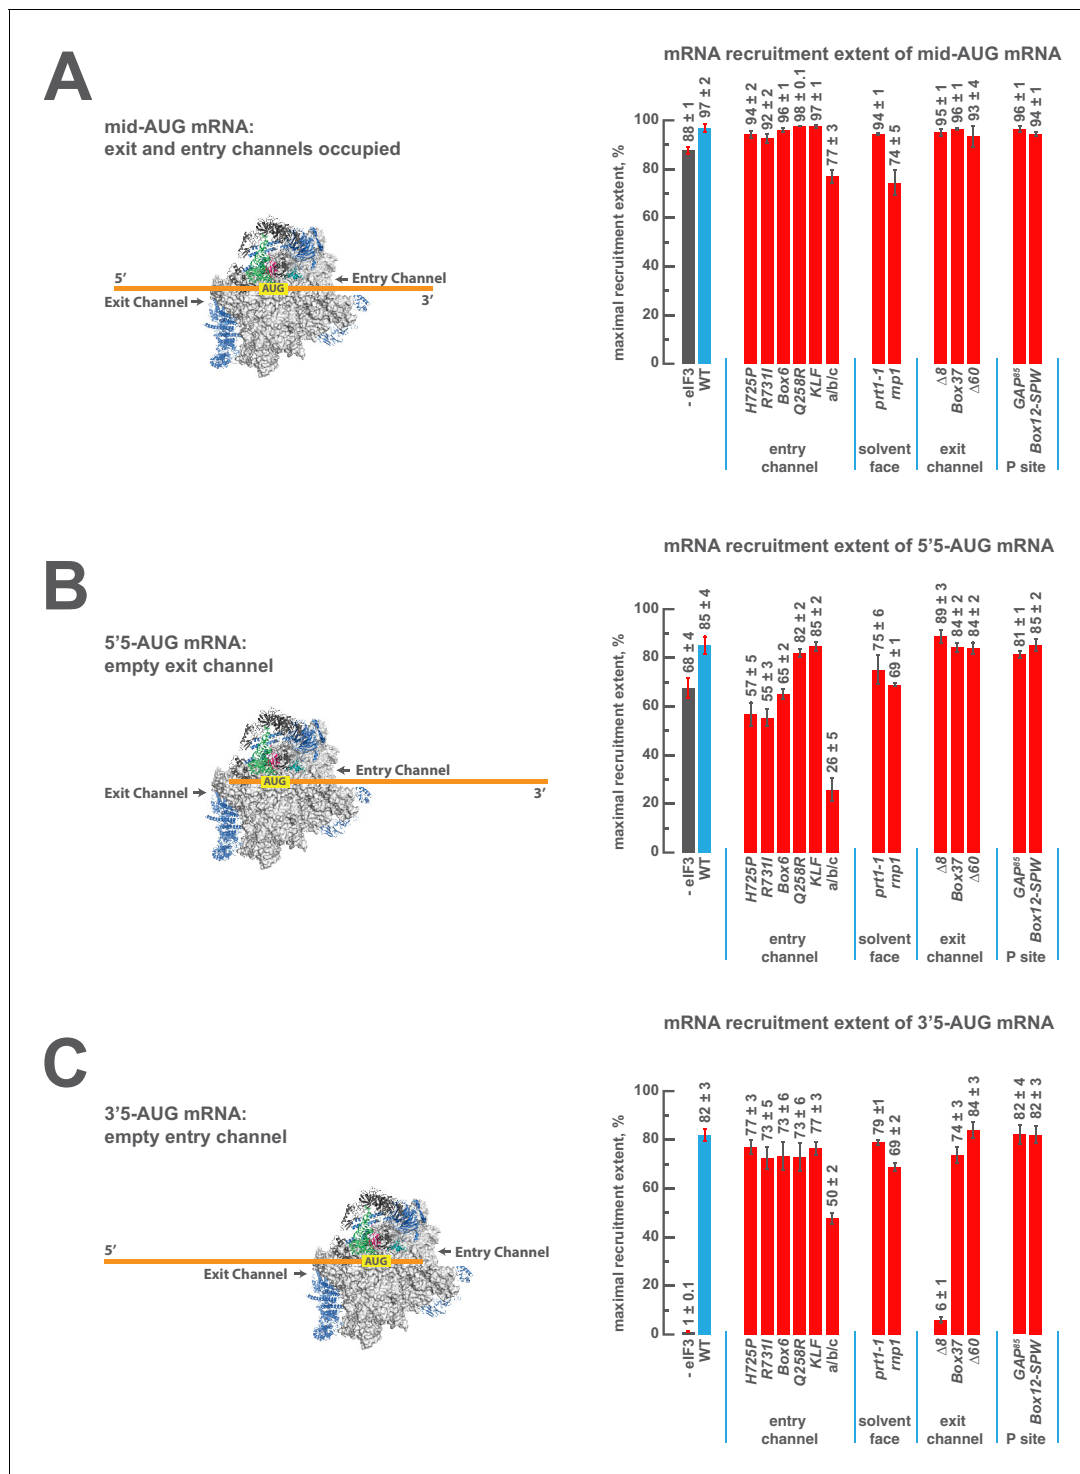 A
mid-AUG mRNA:
exit and entry channels occupied
5′
Entry Channel
AUG
Exit Channel
3′
mRNA recruitment extent of mid-AUG mRNA
maximal recruitment extent, %
100
80
60
40
20
0
88 ± 1
97 ± 2
94 ± 2
92 ± 2
96 ± 1
98 ± 0.1
97 ± 1
77 ± 3
94 ± 1
74 ± 5
95 ± 1
96 ± 1
93 ± 4
96 ± 1
94 ± 1
- eIF3
WT
H725P
R731I
Box6
Q258R
KLF
a/b/c
prt1-1
rnp1
Δ8
Box37
Δ60
GAP⁸⁵
Box12-SPW
entry
channel
solvent
face
exit
channel
P site
B
5'5-AUG mRNA:
empty exit channel
Entry Channel
AUG
Exit Channel
3′
mRNA recruitment extent of 5'5-AUG mRNA
maximal recruitment extent, %
100
80
60
40
20
0
68 ± 4
85 ± 4
57 ± 5
55 ± 3
65 ± 2
82 ± 2
85 ± 2
26 ± 5
75 ± 6
69 ± 1
89 ± 3
84 ± 2
84 ± 2
81 ± 1
85 ± 2
- eIF3
WT
H725P
R731I
Box6
Q258R
KLF
a/b/c
prt1-1
rnp1
Δ8
Box37
Δ60
GAP⁸⁵
Box12-SPW
entry
channel
solvent
face
exit
channel
P site
C
3'5-AUG mRNA:
empty entry channel
5′
Entry Channel
AUG
Exit Channel
mRNA recruitment extent of 3'5-AUG mRNA
maximal recruitment extent, %
100
80
60
40
20
0
1 ± 0.1
82 ± 3
77 ± 3
73 ± 5
73 ± 6
73 ± 6
77 ± 3
50 ± 2
79 ±1
69 ± 2
6 ± 1
74 ± 3
84 ± 3
82 ± 4
82 ± 3
- eIF3
WT
H725P
R731I
Box6
Q258R
KLF
a/b/c
prt1-1
rnp1
Δ8
Box37
Δ60
GAP⁸⁵
Box12-SPW
entry
channel
solvent
face
exit
channel
P site